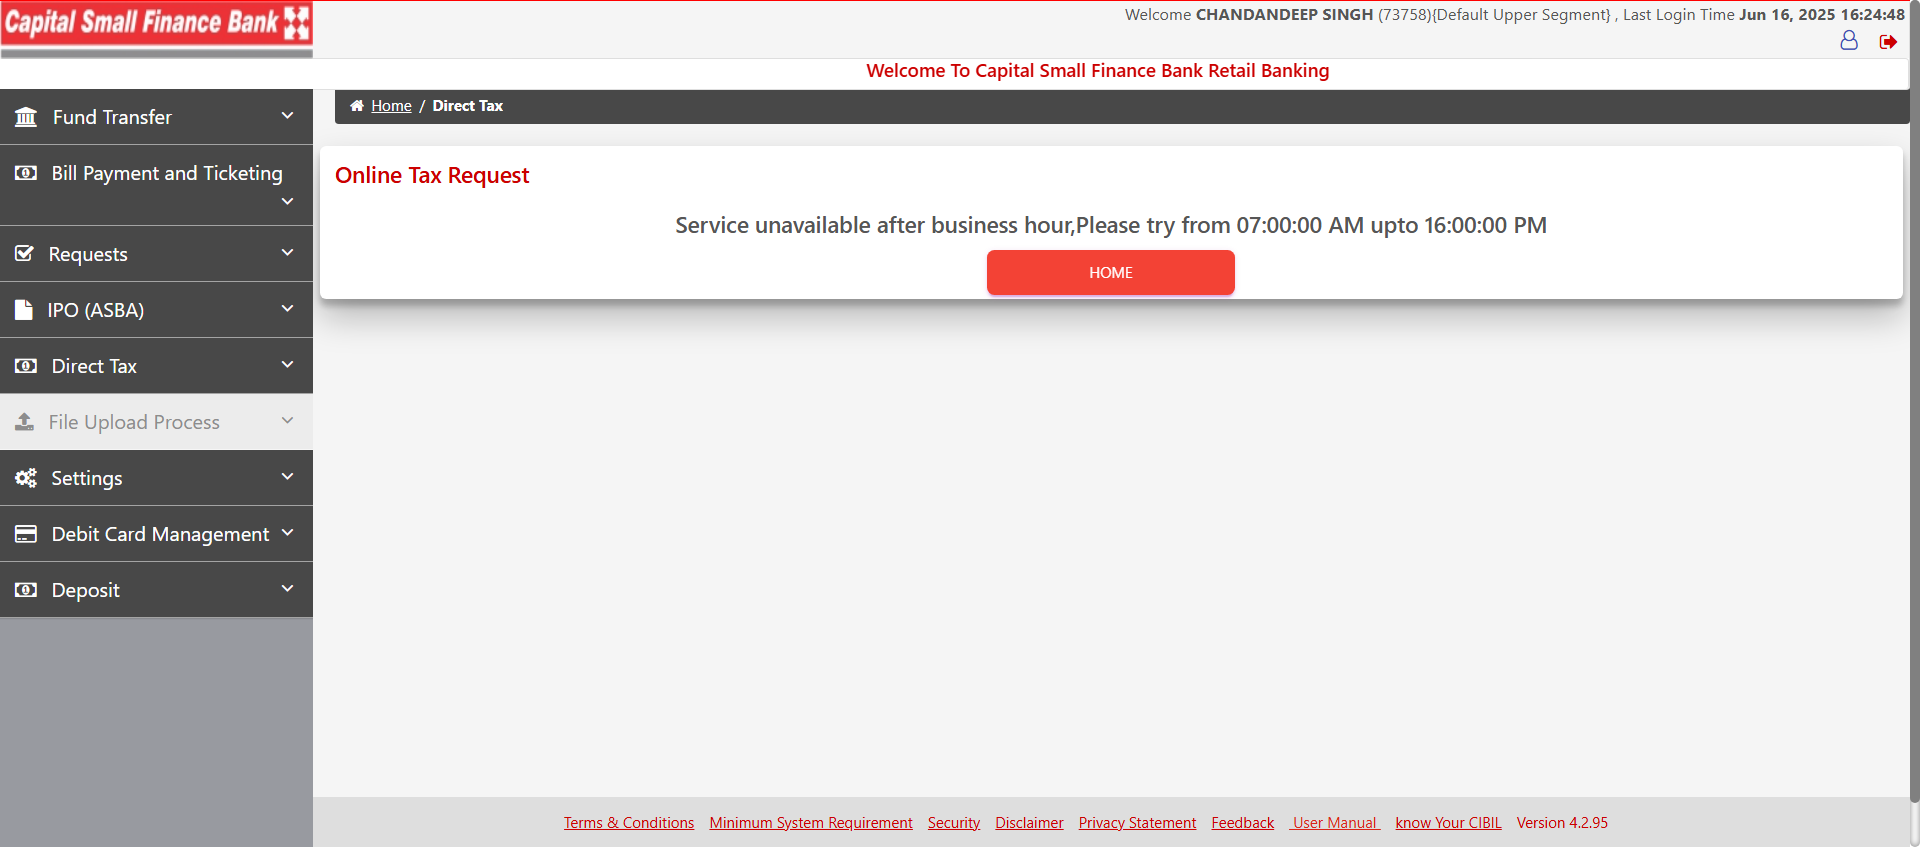 Capital Small Finance Bank
Welcome CHANDANDEEP SINGH (73758){Default Upper Segment} , Last Login Time Jun 16, 2025 16:24:48
Welcome To Capital Small Finance Bank Retail Banking
Fund Transfer
Bill Payment and Ticketing
Requests
IPO (ASBA)
Direct Tax
File Upload Process
Settings
Debit Card Management
Deposit
Home / Direct Tax
Online Tax Request
Service unavailable after business hour,Please try from 07:00:00 AM upto 16:00:00 PM
HOME
Terms & Conditions Minimum System Requirement Security Disclaimer Privacy Statement Feedback User Manual know Your CIBIL Version 4.2.95